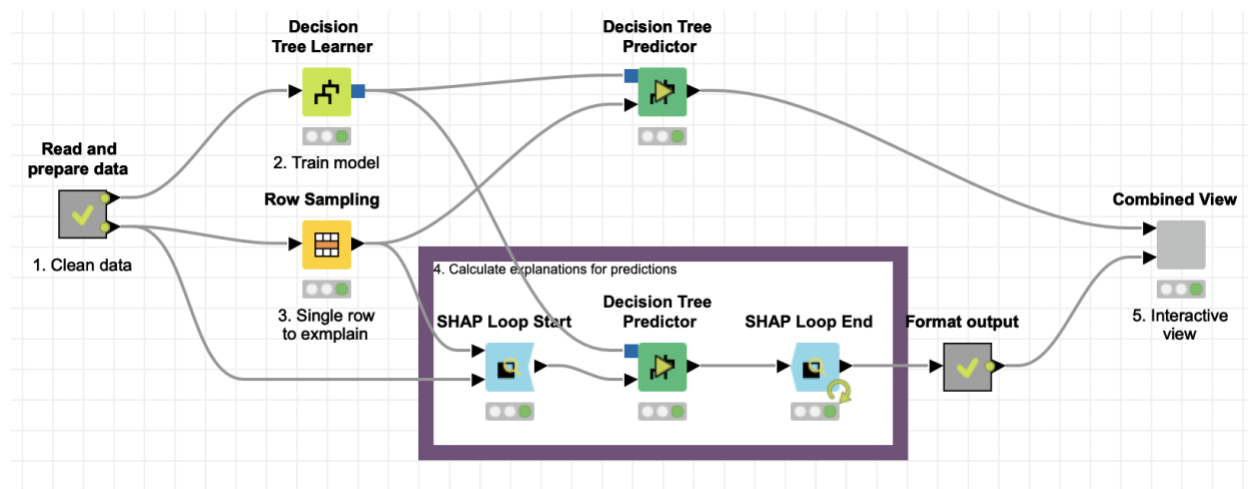 Decision
Tree Learner
Decision Tree
Predictor
Read and
prepare data
2. Train model
Row Sampling
Combined View
1. Clean data
4. Calculate explanations for predictions
3. Single row
to exmplain
SHAP Loop Start
Decision Tree
Predictor
SHAP Loop End
Format output
5. Interactive
view